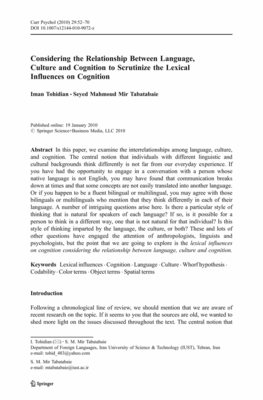 Curr Psychol (2010) 29:52–70
DOI 10.1007/s12144-010-9072-z
Considering the Relationship Between Language,
Culture and Cognition to Scrutinize the Lexical
Influences on Cognition
Iman Tohidian · Seyed Mahmoud Mir Tabatabaie
Published online: 19 January 2010
© Springer Science+Business Media, LLC 2010
Abstract In this paper, we examine the interrelationships among language, culture,
and cognition. The central notion that individuals with different linguistic and
cultural backgrounds think differently is not far from our everyday experience. If
you have had the opportunity to engage in a conversation with a person whose
native language is not English, you may have found that communication breaks
down at times and that some concepts are not easily translated into another language.
Or if you happen to be a fluent bilingual or multilingual, you may agree with those
bilinguals or multilinguals who mention that they think differently in each of their
languages. A number of intriguing questions arise here. Is there a particular style of
thinking that is natural for speakers of each language? If so, is it possible for a
person to think in a different way, one that is not natural for that individual? Is this
style of thinking imparted by the language, the culture, or both? These and lots of
other questions have engaged the attention of anthropologists, linguists and
psychologists, but the point that we are going to explore is the lexical influences
on cognition considering the relationship between language, culture and cognition.
Keywords Lexical influences · Cognition · Language · Culture · Whorf hypothesis ·
Codability · Color terms · Object terms · Spatial terms
Introduction
Following a chronological line of review, we should mention that we are aware of
recent research on the topic. If it seems to you that the sources are old, we wanted to
shed more light on the issues discussed throughout the text. The central notion that
I. Tohidian · S. M. Mir Tabatabaie
Department of Foreign Languages, Iran University of Science & Technology (IUST), Tehran, Iran
e-mail: tohid_483@yahoo.com
S. M. Mir Tabatabaie
e-mail: mtabatabaie@iust.ac.ir
Springer